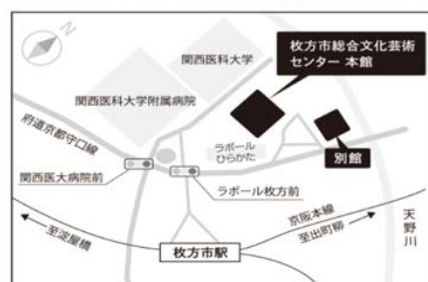 N
関西医科大学
枚方市総合文化芸術
センター 本館
関西医科大学附属病院
府道京都守口線
ラポール
ひらかた
別館
関西医大病院前
ラポール枚方前
京阪本線
至出町柳
天野川
至淀屋橋
枚方市駅